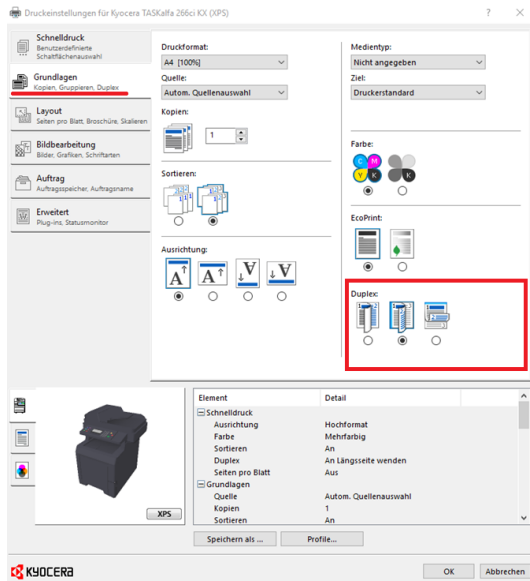 Druckeinstellungen für Kyocera TASKalfa 266ci KX (XPS)
Schnelldruck
Benutzerdefinierte
Schaltflächenauswahl
Grundlagen
Kopien, Gruppieren, Duplex
Layout
Seiten pro Blatt, Broschüre, Skalieren
Bildbearbeitung
Bilder, Grafiken, Schriftarten
Auftrag
Auftragsspeicher, Auftragsname
Erweitert
Plug-ins, Statusmonitor
Druckformat:
A4 [100%]
Quelle:
Autom. Quellenauswahl
Kopien:
1
Sortieren:
Ausrichtung:
A A A A
Medientyp:
Nicht angegeben
Ziel:
Druckerstandard
Farbe:
C M
Y K K
EcoPrint:
Duplex:
XPS
Element Detail
Schnelldruck
Ausrichtung Hochformat
Farbe Mehrfarbig
Sortieren An
Duplex An Längsseite wenden
Seiten pro Blatt Aus
Grundlagen
Quelle Autom. Quellenauswahl
Kopien 1
Sortieren An
Speichern als ... Profile...
KYOCERA
OK Abbrechen